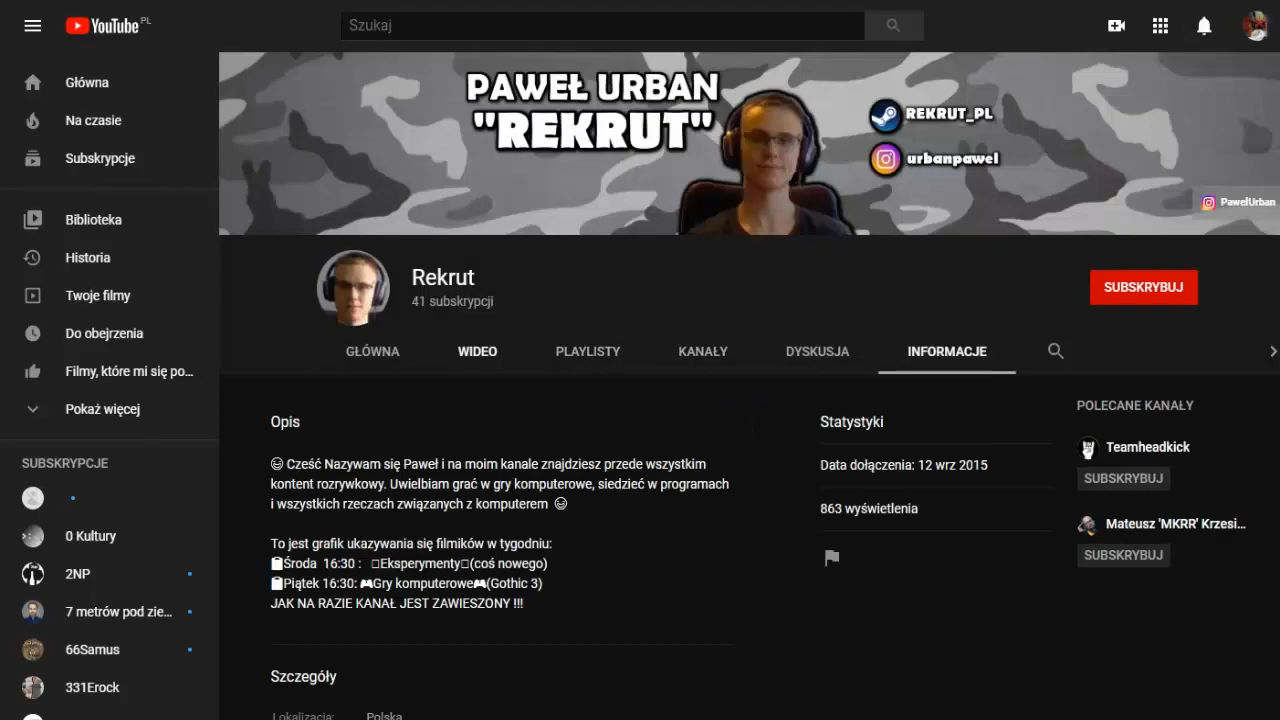 YouTube PL
Szukaj
Główna
Na czasie
Subskrypcje
Biblioteka
Historia
Twoje filmy
Do obejrzenia
Filmy, które mi się po...
Pokaż więcej
SUBSKRYPCJE
0 Kultury
2NP
7 metrów pod zie...
66Samus
331Erock
PAWEŁ URBAN
"REKRUT"
REKRUT_PL
urbanpawel
PawelUrban
Rekrut
41 subskrypcji
SUBSKRYBUJ
GŁÓWNA WIDEO PLAYLISTY KANAŁY DYSKUSJA INFORMACJE
Opis
😄 Cześć Nazywam się Paweł i na moim kanale znajdziesz przede wszystkim
kontent rozrywkowy. Uwielbiam grać w gry komputerowe, siedzieć w programach
i wszystkich rzeczach związanych z komputerem 😄
To jest grafik ukazywania się filmików w tygodniu:
📋Środa 16:30 : Eksperymenty(coś nowego)
📋Piątek 16:30: 🎮Gry komputerowe🎮(Gothic 3)
JAK NA RAZIE KANAŁ JEST ZAWIESZONY !!!
Szczegóły
Lokalizacja: Polska
Statystyki
Data dołączenia: 12 wrz 2015
863 wyświetlenia
POLECANE KANAŁY
Teamheadkick
SUBSKRYBUJ
Mateusz 'MKRR' Krzesi...
SUBSKRYBUJ